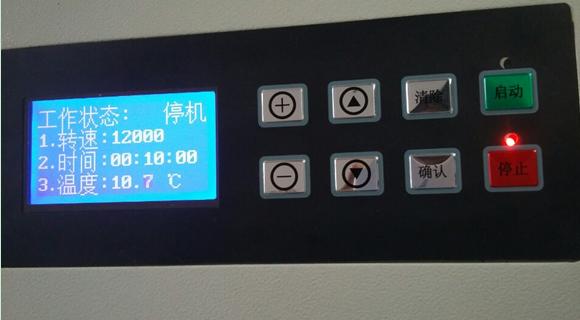 工作状态: 停机
1.转速:12000
2.时间:00:10:00
3.温度:10.7 ℃
清除
启动
确认
停止